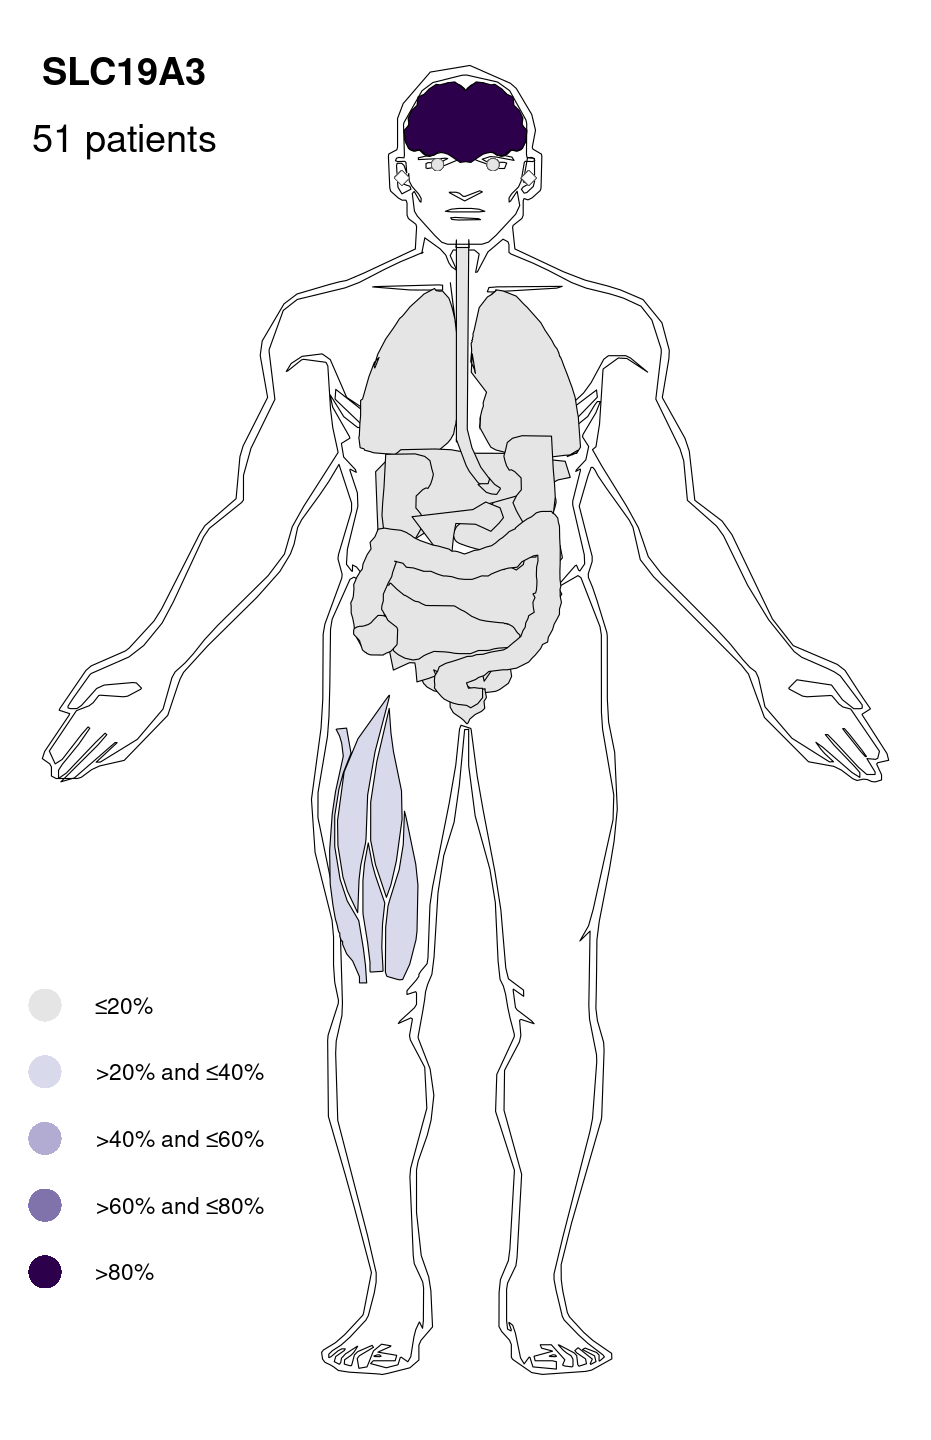 SLC19A3
51 patients
≤20%
>20% and ≤40%
>40% and ≤60%
>60% and ≤80%
>80%